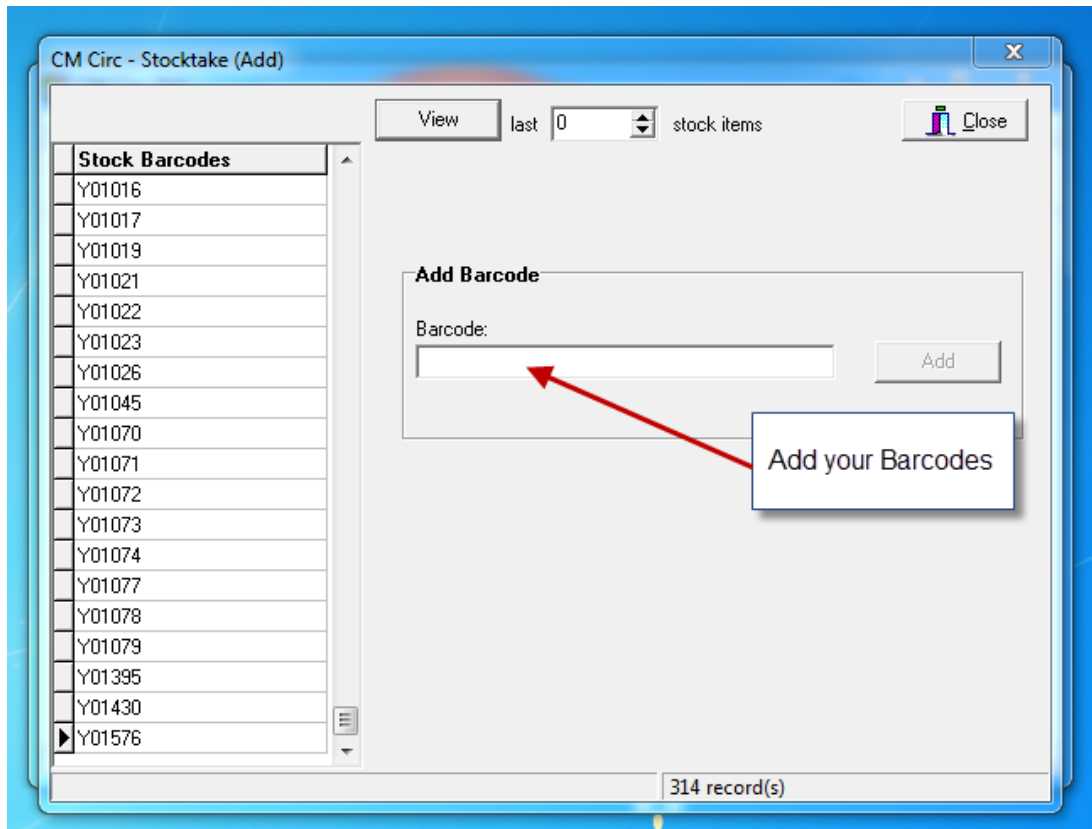 CM Circ - Stocktake (Add)
View last 0 stock items Close
Stock Barcodes
Y01016
Y01017
Y01019
Y01021
Y01022
Y01023
Y01026
Y01045
Y01070
Y01071
Y01072
Y01073
Y01074
Y01077
Y01078
Y01079
Y01395
Y01430
Y01576
Add Barcode
Barcode:
Add
Add your Barcodes
314 record(s)